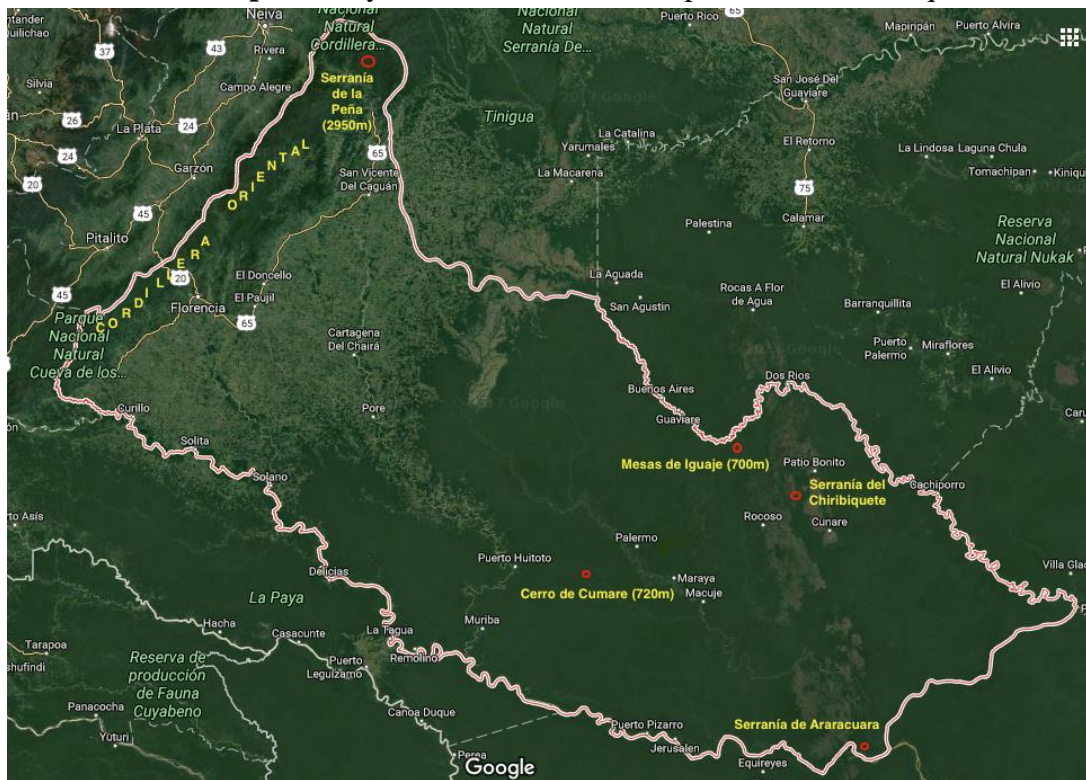 Neiva
Nacional
Natural
Cordillera...
Nacional
Natural
Serranía De...
Puerto Rico
65
Mapiripán
Puerto Alvira
Quilichao
37
43
Rivera
Campo Alegre
Silvia
Serranía
de la
Peña
(2950m)
San José Del
Guaviare
26
La Plata
24
Tinigua
La Catalina
Yarumales
El Retorno
La Lindosa
Laguna Chula
24
Garzón
65
La Macarena
Tomachipan
20
San Vicente
Del Caguán
75
45
Calamar
CORDILLERA ORIENTAL
Palestina
Reserva
Nacional
Natural Nukak
Pitalito
20
El Doncello
La Aguada
45
Florencia
El Paujil
San Agustin
Rocas A Flor
de Agua
El Alivio
Barranquillita
65
Parque
Nacional
Natural
Cueva de los...
Cartagena
Del Chairá
Puerto
Palermo
Miraflores
Dos Rios
El Alivio
Buenos Aires
Curillo
Pore
Guaviare
Solita
Mesas de Iguaje (700m)
Patio Bonito
Solano
Serranía del
Chiribiquete
Cachiporro
Rocoso
Cunare
Palermo
Puerto Huitoto
Delicias
Maraya
Macuje
Cerro de Cumare (720m)
La Paya
Hacha
Casacunte
La Tagua
Muriba
Tarapoa
Remolino
Reserva de
producción
de Fauna
Cuyabeno
Puerto
Leguízamo
Panacocha
Canoa Duque
Yuturi
Puerto Pizarro
Serranía de Araracuara
Jerusalen
Perea
Google
Equireyes